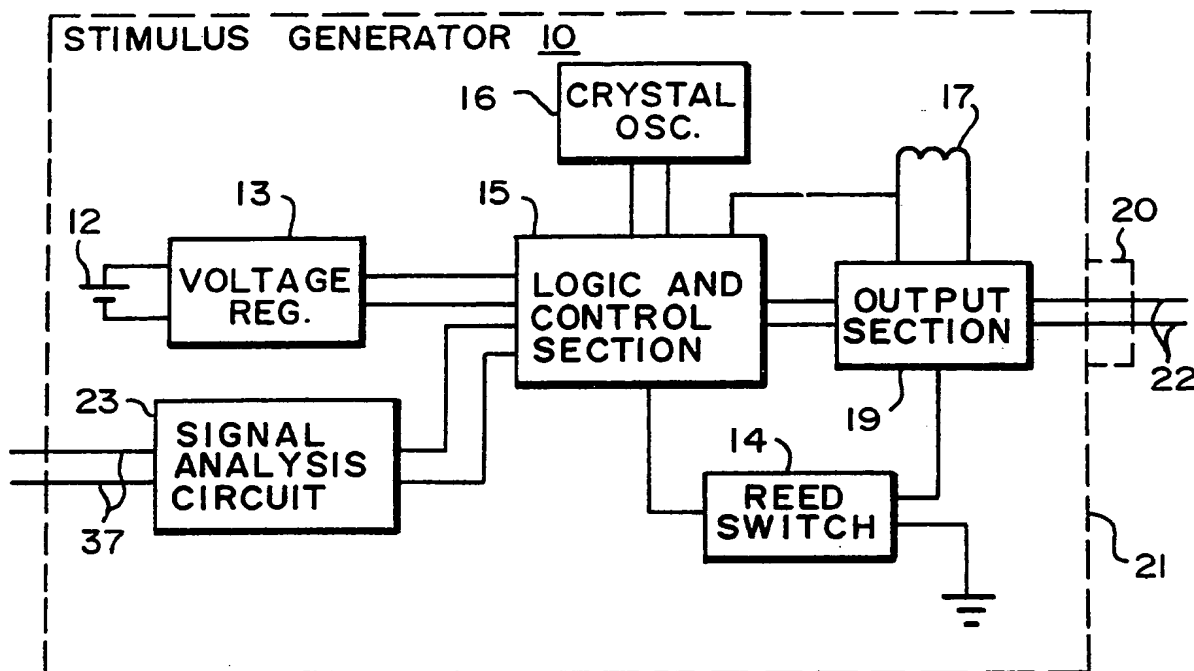 STIMULUS GENERATOR 10
16
CRYSTAL
OSC.
17
12
13
VOLTAGE
REG.
15
LOGIC AND
CONTROL
SECTION
20
OUTPUT
SECTION
22
19
23
SIGNAL
ANALYSIS
CIRCUIT
37
14
REED
SWITCH
21